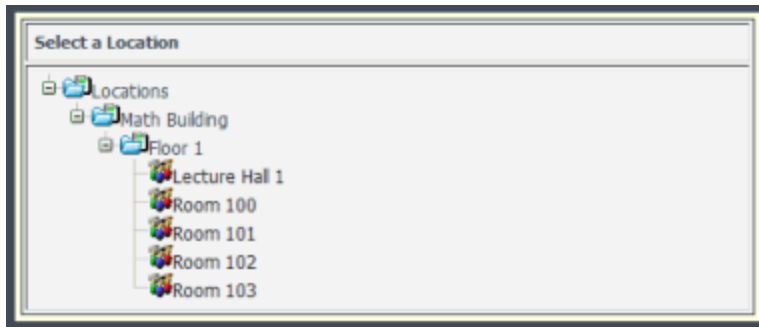 Select a Location
Locations
Math Building
Floor 1
Lecture Hall 1
Room 100
Room 101
Room 102
Room 103